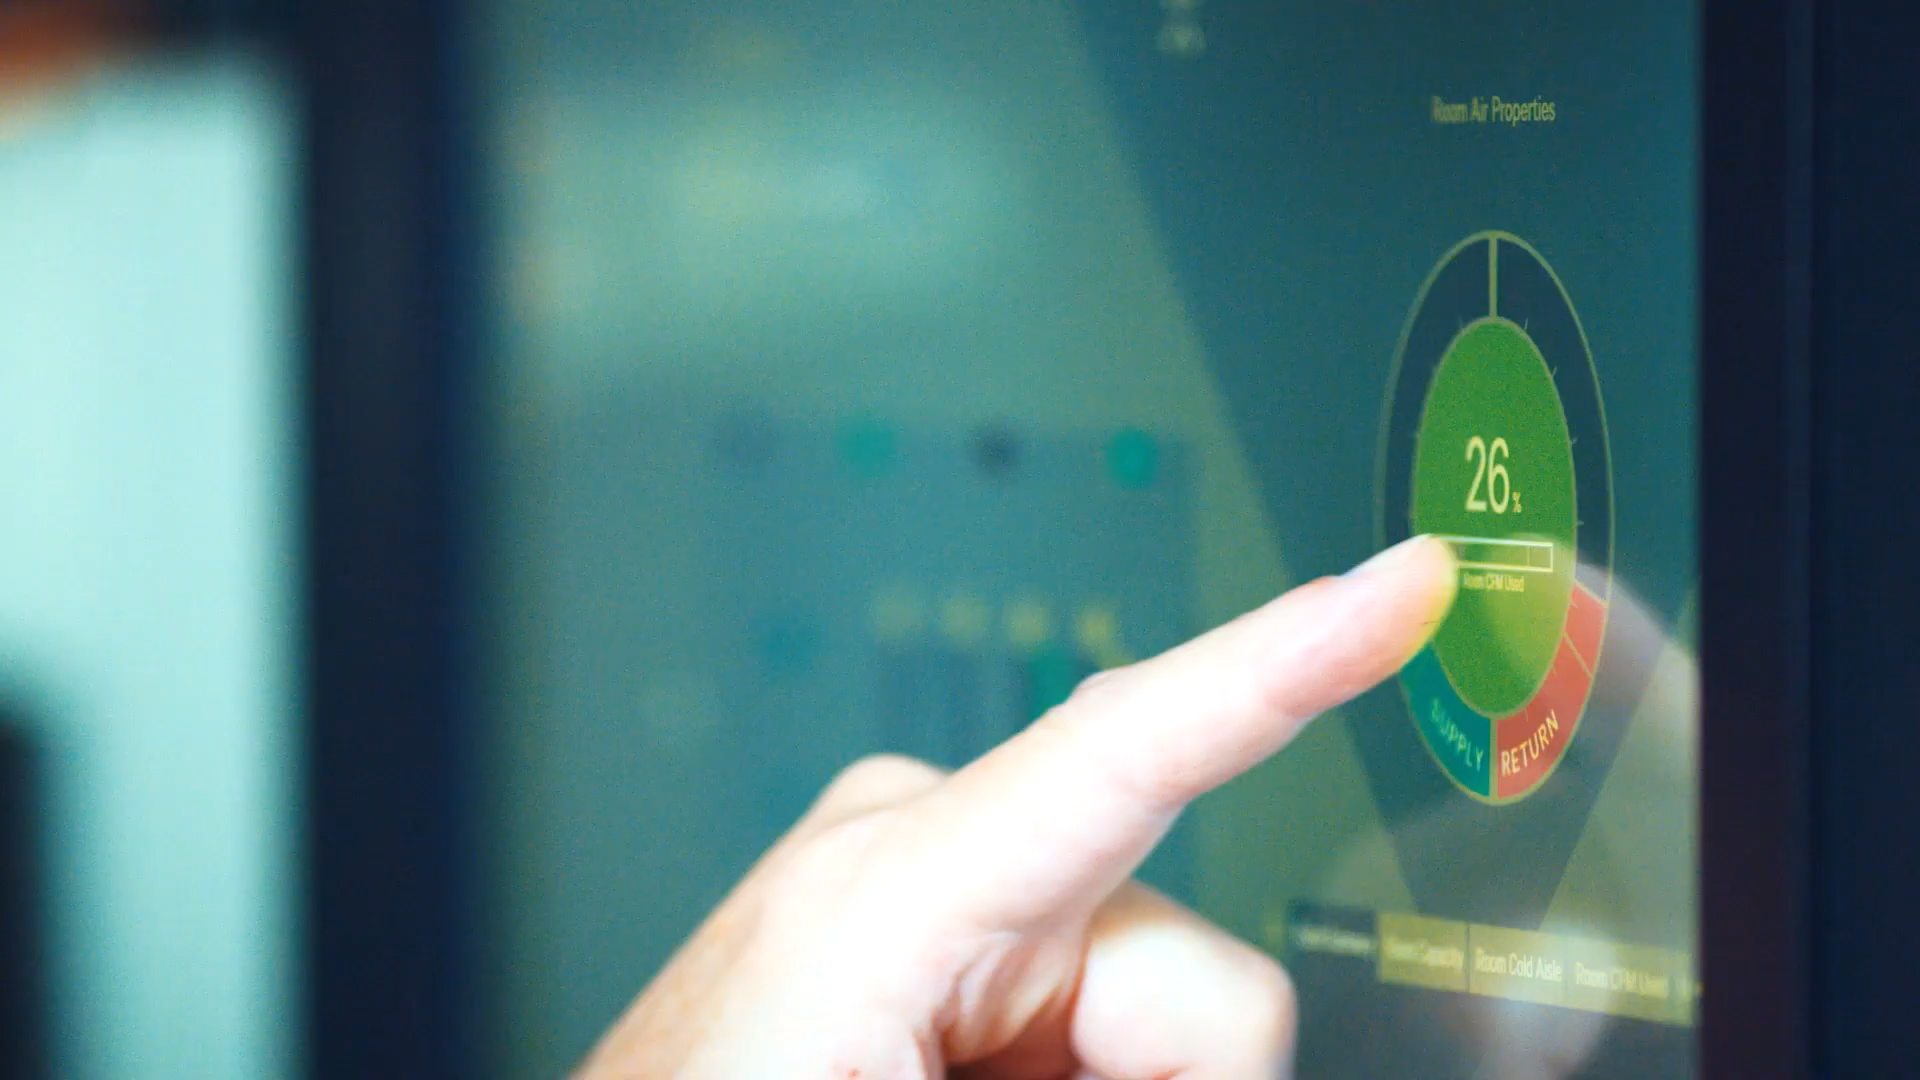 Room Air Properties
26%
Room CFM Used
SUPPLY
RETURN
Room Capacity
Room Cold Aisle
Room CFM Used